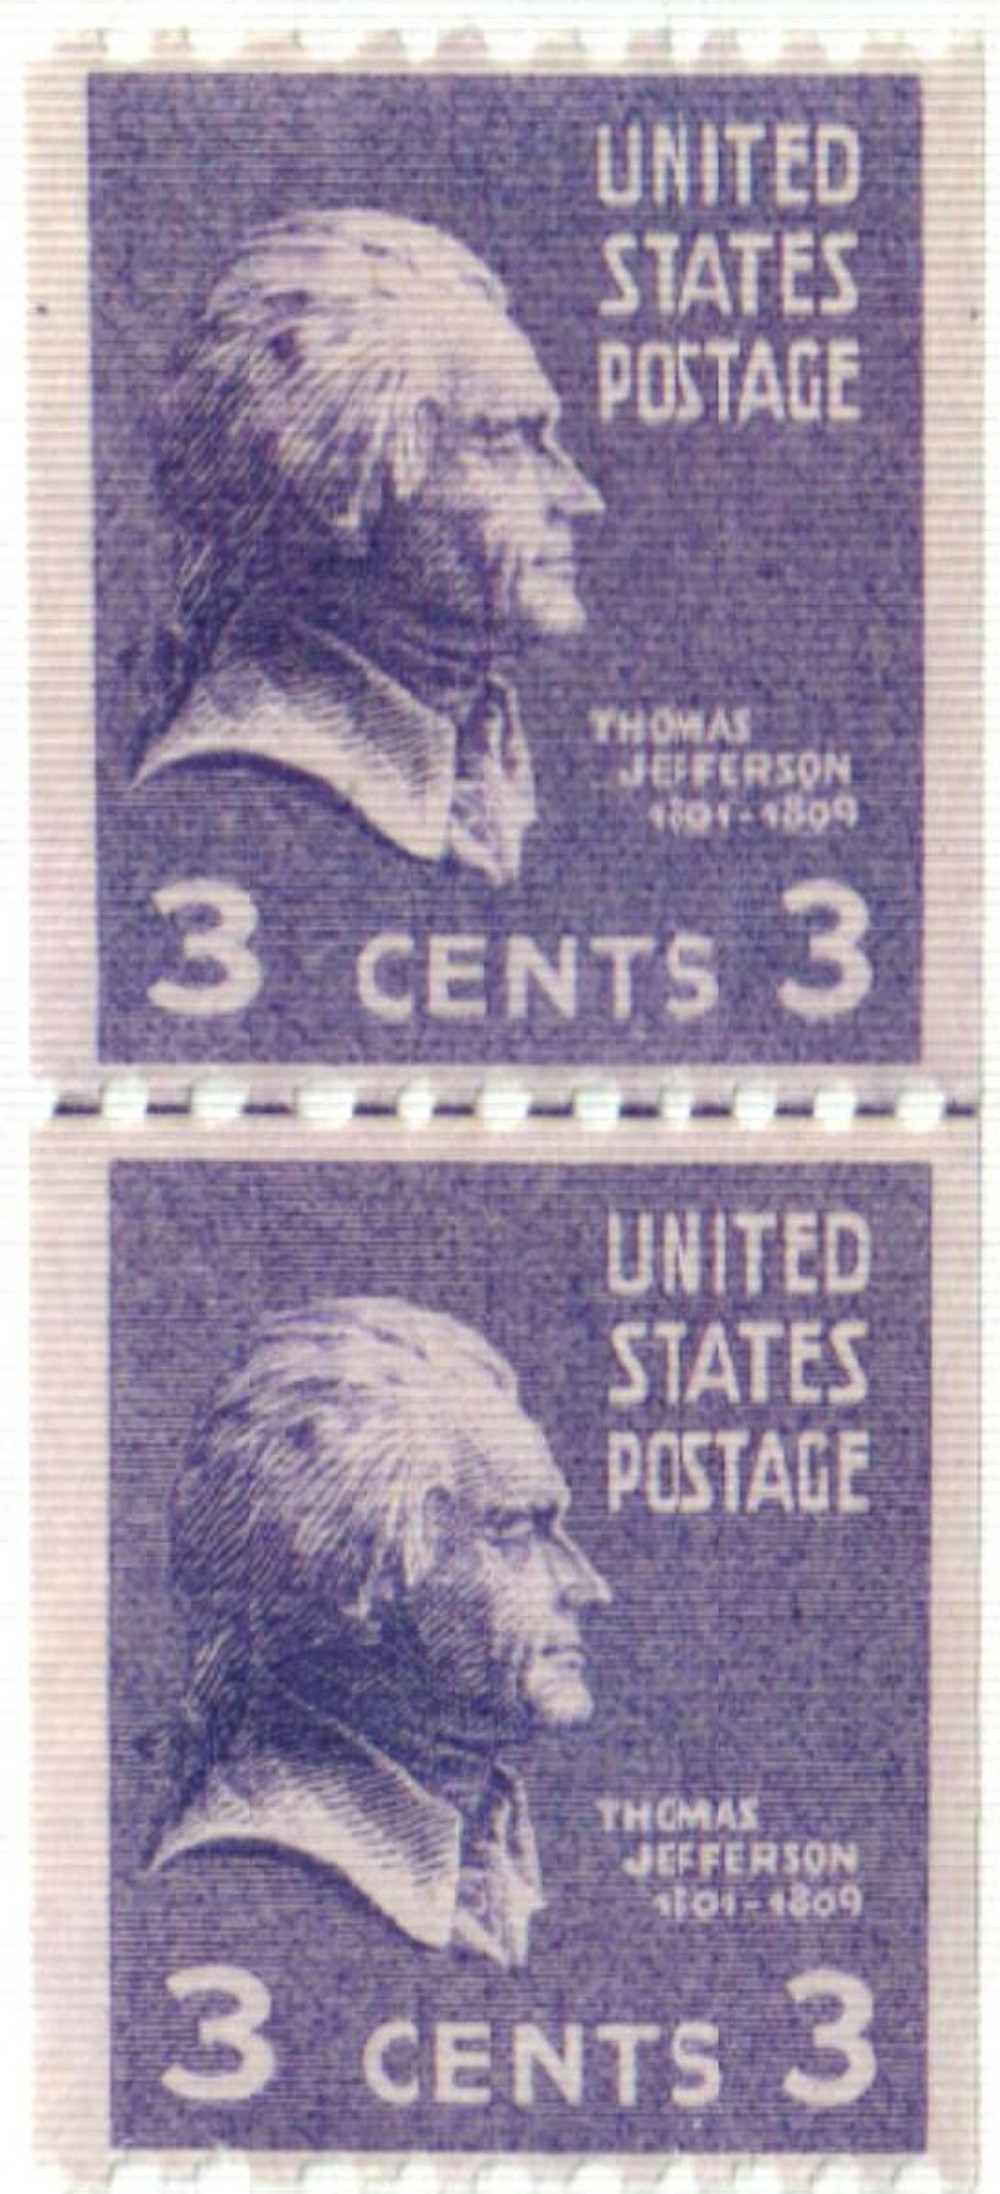 UNITED
STATES
POSTAGE
THOMAS
JEFFERSON
1801-1809
3 CENTS 3
UNITED
STATES
POSTAGE
THOMAS
JEFFERSON
1801-1809
3 CENTS 3